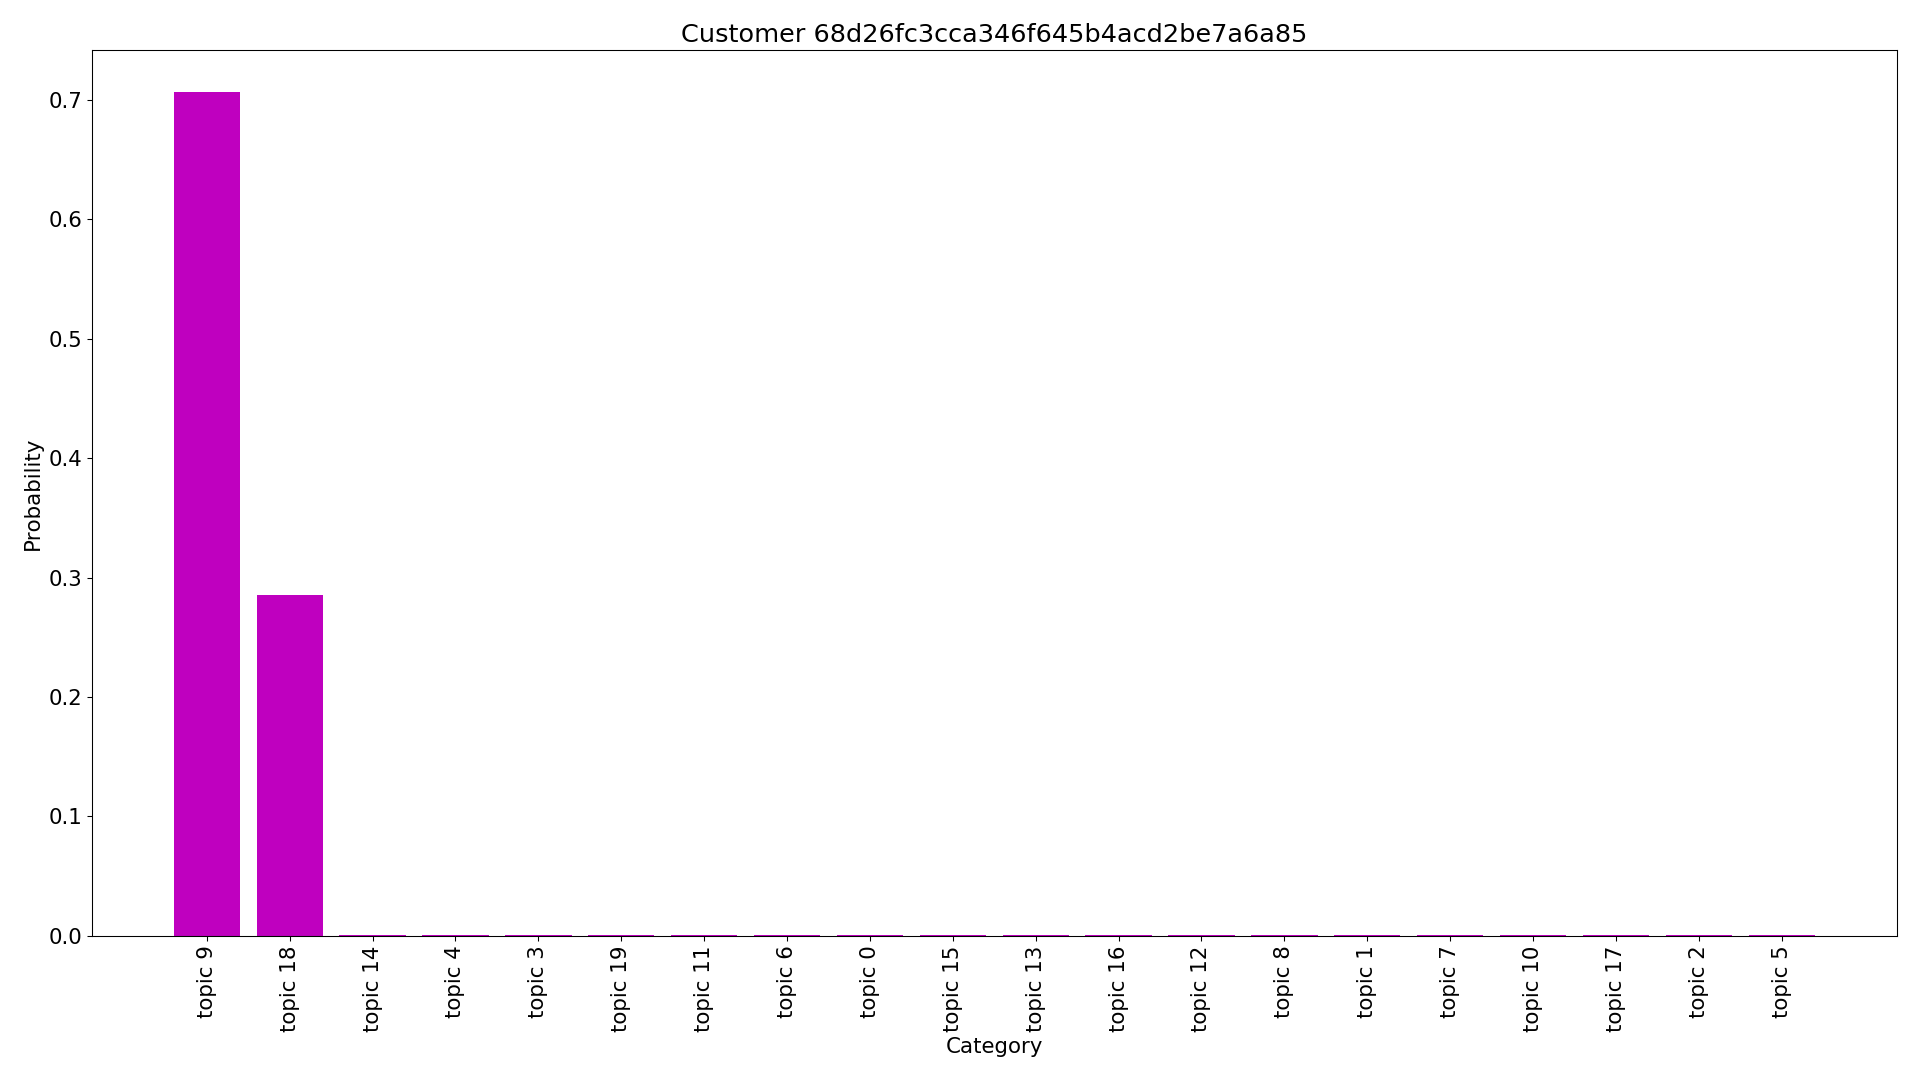 Customer 68d26fc3cca346f645b4acd2be7a6a85
Probability
0.7
0.6
0.5
0.4
0.3
0.2
0.1
0.0
topic 9
topic 18
topic 14
topic 4
topic 3
topic 19
topic 11
topic 6
topic 0
topic 15
topic 13
topic 16
topic 12
topic 8
topic 1
topic 7
topic 10
topic 17
topic 2
topic 5
Category